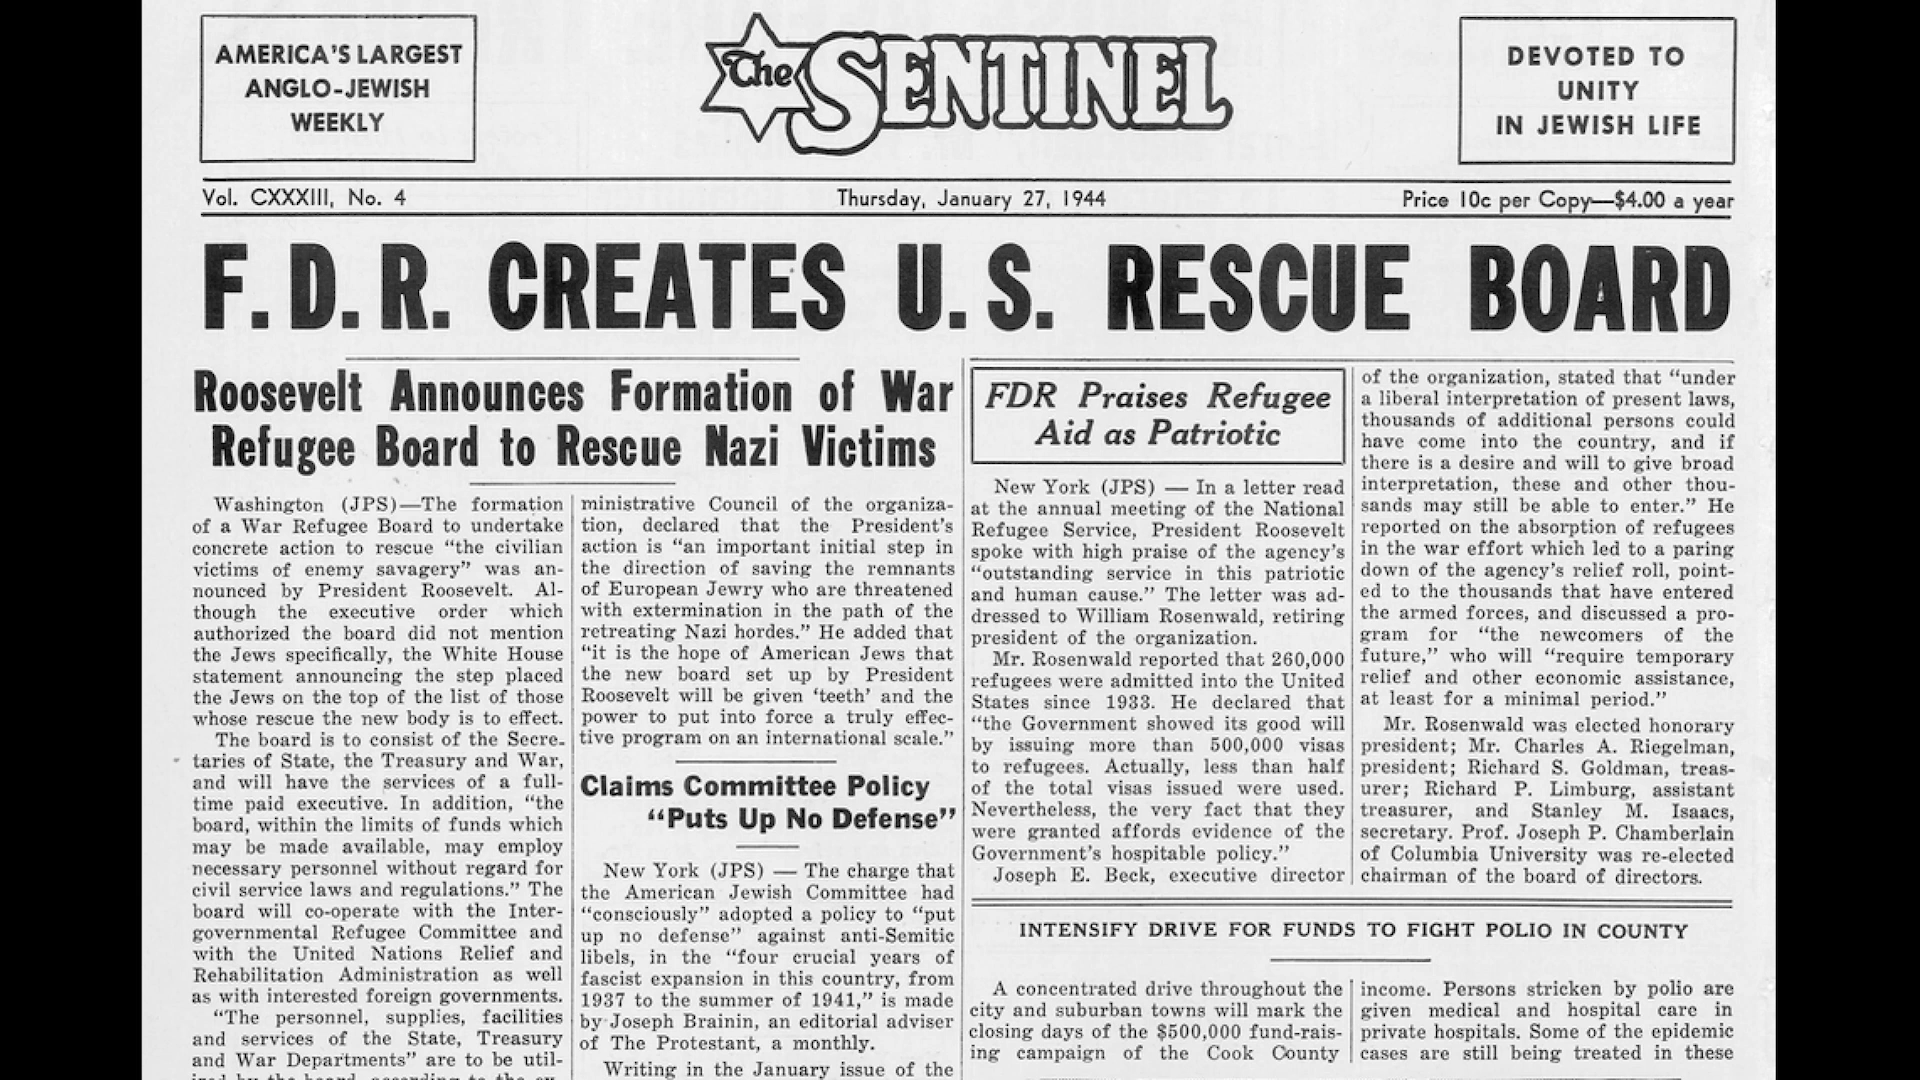 AMERICA'S LARGEST
ANGLO-JEWISH
WEEKLY
The SENTINEL
DEVOTED TO
UNITY
IN JEWISH LIFE
Vol. CXXXIII, No. 4
Thursday, January 27, 1944
Price 10c per Copy—$4.00 a year
F. D. R. CREATES U. S. RESCUE BOARD
Roosevelt Announces Formation of War
Refugee Board to Rescue Nazi Victims
Washington (JPS)—The formation
of a War Refugee Board to undertake
concrete action to rescue "the civilian
victims of enemy savagery" was an-
nounced by President Roosevelt. Al-
though the executive order which
authorized the board did not mention
the Jews specifically, the White House
statement announcing the step placed
the Jews on the top of the list of those
whose rescue the new body is to effect.
The board is to consist of the Secre-
taries of State, the Treasury and War,
and will have the services of a full-
time paid executive. In addition, "the
board, within the limits of funds which
may be made available, may employ
necessary personnel without regard for
civil service laws and regulations." The
board will co-operate with the Inter-
governmental Refugee Committee and
with the United Nations Relief and
Rehabilitation Administration as well
as with interested foreign governments.
"The personnel, supplies, facilities
and services of the State, Treasury
and War Departments" are to be util-
ministrative Council of the organiza-
tion, declared that the President's
action is "an important initial step in
the direction of saving the remnants
of European Jewry who are threatened
with extermination in the path of the
retreating Nazi hordes." He added that
"it is the hope of American Jews that
the new board set up by President
Roosevelt will be given 'teeth' and the
power to put into force a truly effec-
tive program on an international scale."
Claims Committee Policy
"Puts Up No Defense"
New York (JPS) — The charge that
the American Jewish Committee had
"consciously" adopted a policy to "put
up no defense" against anti-Semitic
libels, in the "four crucial years of
fascist expansion in this country, from
1937 to the summer of 1941," is made
by Joseph Brainin, an editorial adviser
of The Protestant, a monthly.
Writing in the January issue of the
FDR Praises Refugee
Aid as Patriotic
New York (JPS) — In a letter read
at the annual meeting of the National
Refugee Service, President Roosevelt
spoke with high praise of the agency's
"outstanding service in this patriotic
and human cause." The letter was ad-
dressed to William Rosenwald, retiring
president of the organization.
Mr. Rosenwald reported that 260,000
refugees were admitted into the United
States since 1933. He declared that
"the Government showed its good will
by issuing more than 500,000 visas
to refugees. Actually, less than half
of the total visas issued were used.
Nevertheless, the very fact that they
were granted affords evidence of the
Government's hospitable policy."
Joseph E. Beck, executive director
of the organization, stated that "under
a liberal interpretation of present laws,
thousands of additional persons could
have come into the country, and if
there is a desire and will to give broad
interpretation, these and other thou-
sands may still be able to enter." He
reported on the absorption of refugees
in the war effort which led to a paring
down of the agency's relief roll, point-
ed to the thousands that have entered
the armed forces, and discussed a pro-
gram for "the newcomers of the
future," who will "require temporary
relief and other economic assistance,
at least for a minimal period."
Mr. Rosenwald was elected honorary
president; Mr. Charles A. Riegelman,
president; Richard S. Goldman, treas-
urer; Richard P. Limburg, assistant
treasurer, and Stanley M. Isaacs,
secretary. Prof. Joseph P. Chamberlain
of Columbia University was re-elected
chairman of the board of directors.
INTENSIFY DRIVE FOR FUNDS TO FIGHT POLIO IN COUNTY
A concentrated drive throughout the
city and suburban towns will mark the
closing days of the $500,000 fund-rais-
ing campaign of the Cook County
income. Persons stricken by polio are
given medical and hospital care in
private hospitals. Some of the epidemic
cases are still being treated in these